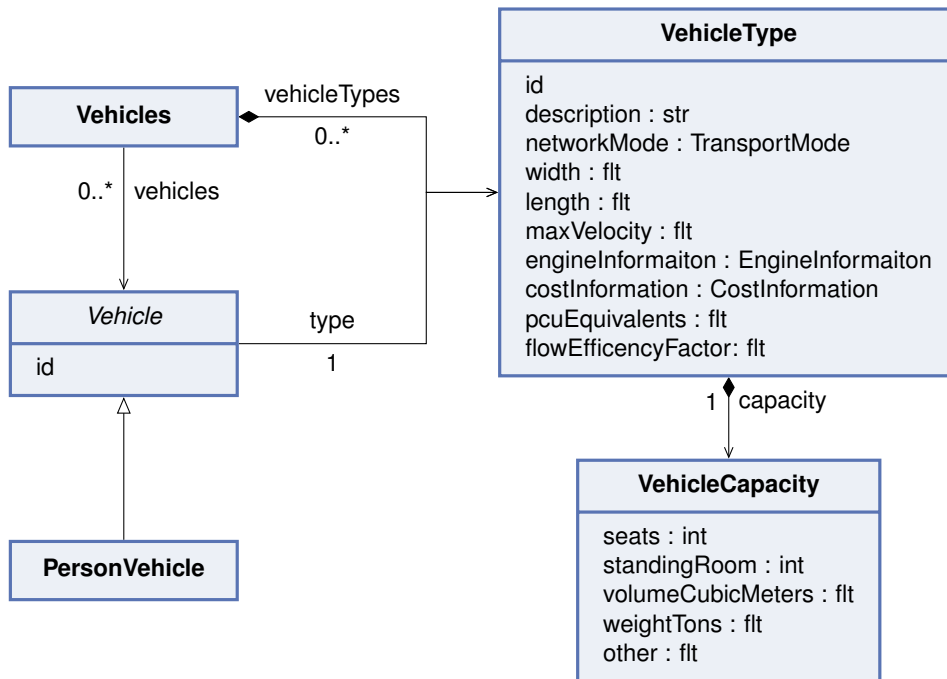 Vehicles
vehicleTypes
0..*
0..* vehicles
Vehicle
id
type
1
PersonVehicle
VehicleType
id
description : str
networkMode : TransportMode
width : flt
length : flt
maxVelocity : flt
engineInformaiton : EngineInformaiton
costInformation : CostInformation
pcuEquivalents : flt
flowEfficencyFactor: flt
1 capacity
VehicleCapacity
seats : int
standingRoom : int
volumeCubicMeters : flt
weightTons : flt
other : flt